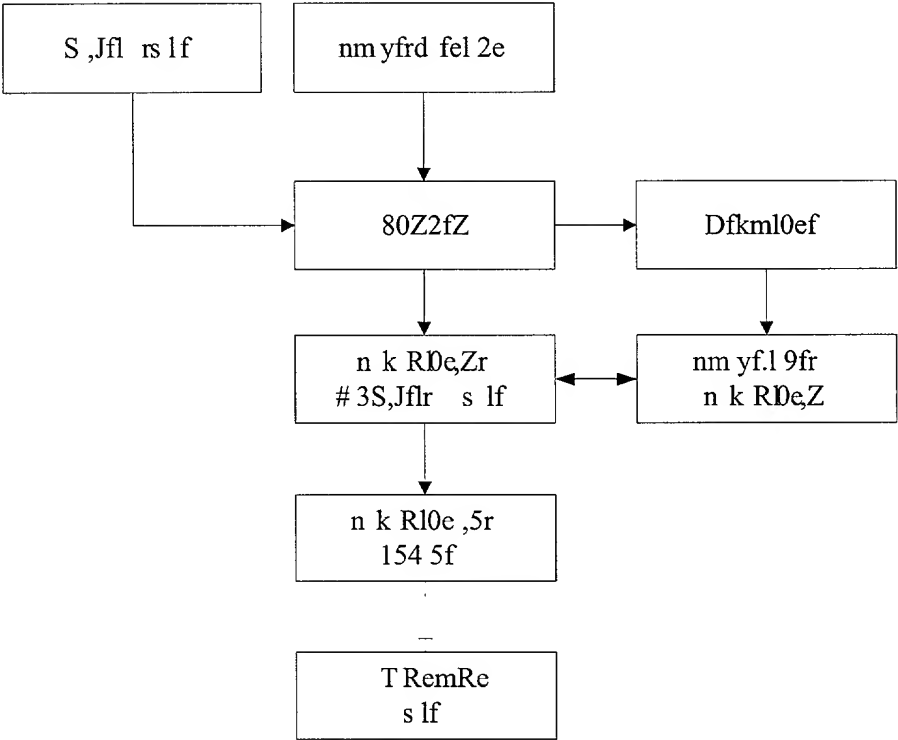 S ,Jfl rs lf
nm yfrd fel 2e
80Z2fZ
Dfkml0ef
n k Rl0e,Zr
# 3S,Jflr s lf
nm yf.l 9fr
n k Rl0e,Z
n k Rl0e ,5r
154 5f
T RemRe
s lf